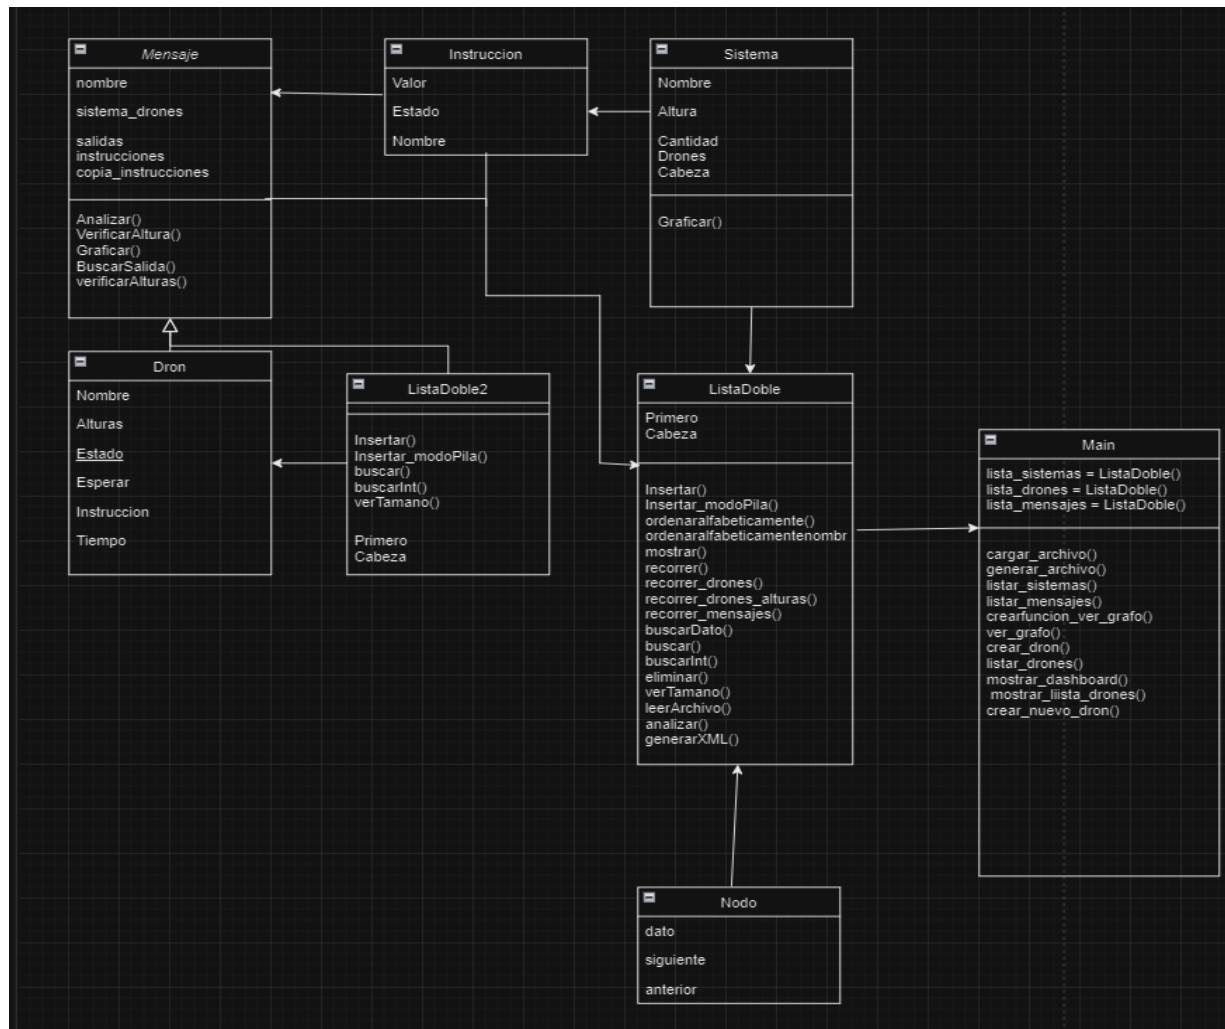 Mensaje
nombre
sistema_drones
salidas
instrucciones
copia_instrucciones
Analizar()
VerificarAltura()
Graficar()
BuscarSalida()
verificarAlturas()
Instruccion
Valor
Estado
Nombre
Sistema
Nombre
Altura
Cantidad
Drones
Cabeza
Graficar()
Dron
Nombre
Alturas
Estado
Esperar
Instruccion
Tiempo
ListaDoble2
Insertar()
Insertar_modoPila()
buscar()
buscarInt()
verTamano()
Primero
Cabeza
ListaDoble
Primero
Cabeza
Insertar()
Insertar_modoPila()
ordenaralfabeticamente()
ordenaralfabeticamentenombr
mostrar()
recorrer()
recorrer_drones()
recorrer_drones_alturas()
recorrer_mensajes()
buscarDato()
buscar()
buscarInt()
eliminar()
verTamano()
leerArchivo()
analizar()
generarXML()
Main
lista_sistemas = ListaDoble()
lista_drones = ListaDoble()
lista_mensajes = ListaDoble()
cargar_archivo()
generar_archivo()
listar_sistemas()
listar_mensajes()
crearfuncion_ver_grafo()
ver_grafo()
crear_dron()
listar_drones()
mostrar_dashboard()
mostrar_liista_drones()
crear_nuevo_dron()
Nodo
dato
siguiente
anterior